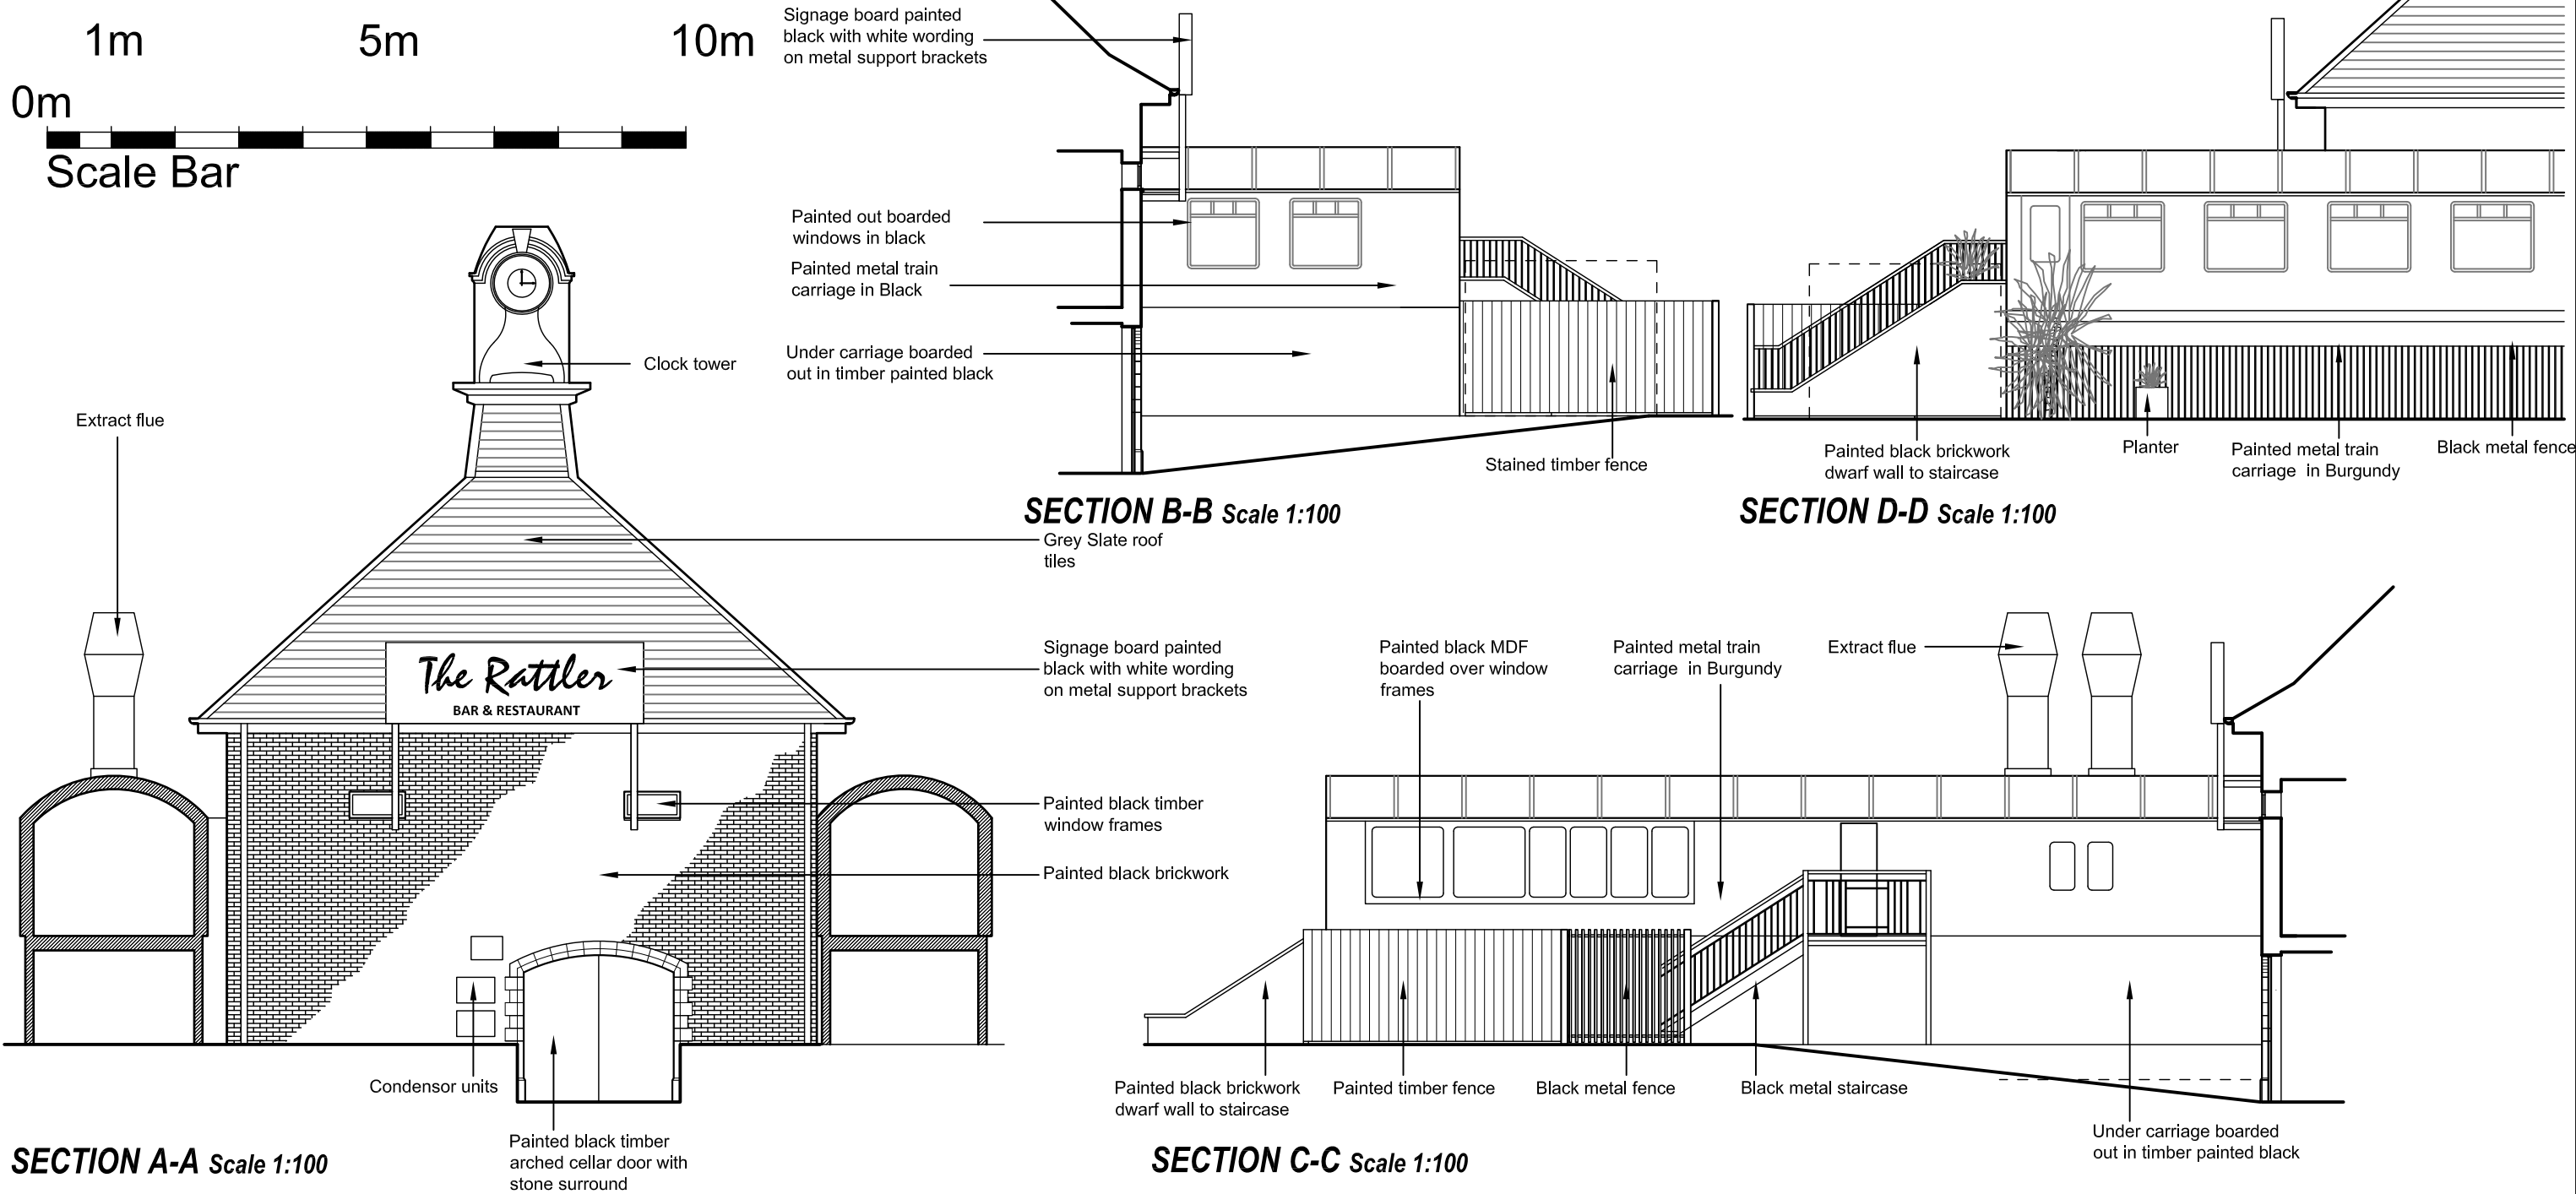 1m 5m 10m
0m
Scale Bar
Signage board painted
black with white wording
on metal support brackets
Painted out boarded
windows in black
Painted metal train
carriage in Black
Under carriage boarded
out in timber painted black
Stained timber fence
SECTION B-B Scale 1:100
Painted black brickwork
dwarf wall to staircase
Planter
Painted metal train
carriage in Burgundy
Black metal fence
SECTION D-D Scale 1:100
Clock tower
Extract flue
Grey Slate roof
tiles
The Rattler
BAR & RESTAURANT
Signage board painted
black with white wording
on metal support brackets
Painted black timber
window frames
Painted black brickwork
Condensor units
Painted black timber
arched cellar door with
stone surround
SECTION A-A Scale 1:100
Painted black MDF
boarded over window
frames
Painted metal train
carriage in Burgundy
Extract flue
Painted black brickwork
dwarf wall to staircase
Painted timber fence
Black metal fence
Black metal staircase
Under carriage boarded
out in timber painted black
SECTION C-C Scale 1:100